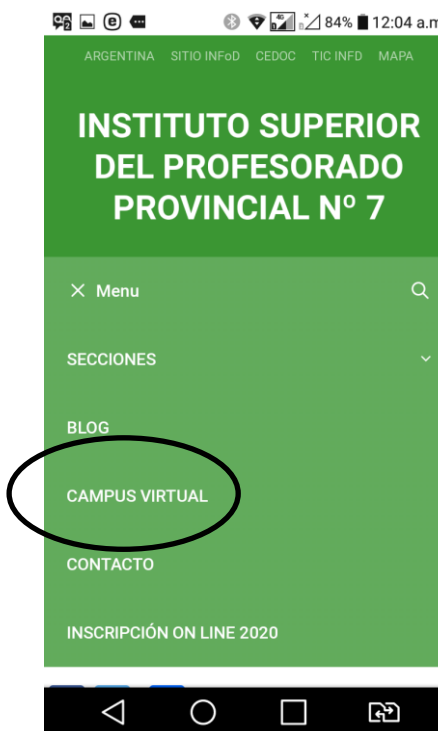 84% 12:04 a.m
ARGENTINA SITIO INFoD CEDOC TIC INFD MAPA
INSTITUTO SUPERIOR
DEL PROFESORADO
PROVINCIAL Nº 7
Menu
SECCIONES
BLOG
CAMPUS VIRTUAL
CONTACTO
INSCRIPCIÓN ON LINE 2020